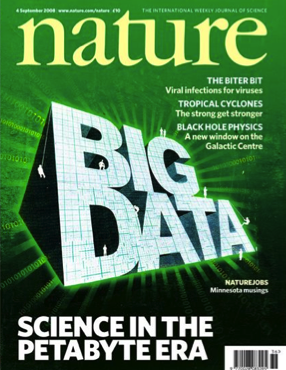 4 September 2008 | www.nature.com/nature | £10
THE INTERNATIONAL WEEKLY JOURNAL OF SCIENCE
nature
THE BITER BIT
Viral infections for viruses
TROPICAL CYCLONES
The strong get stronger
BLACK HOLE PHYSICS
A new window on the
Galactic Centre
BIG
DATA
NATUREJOBS
Minnesota musings
SCIENCE IN THE
PETABYTE ERA